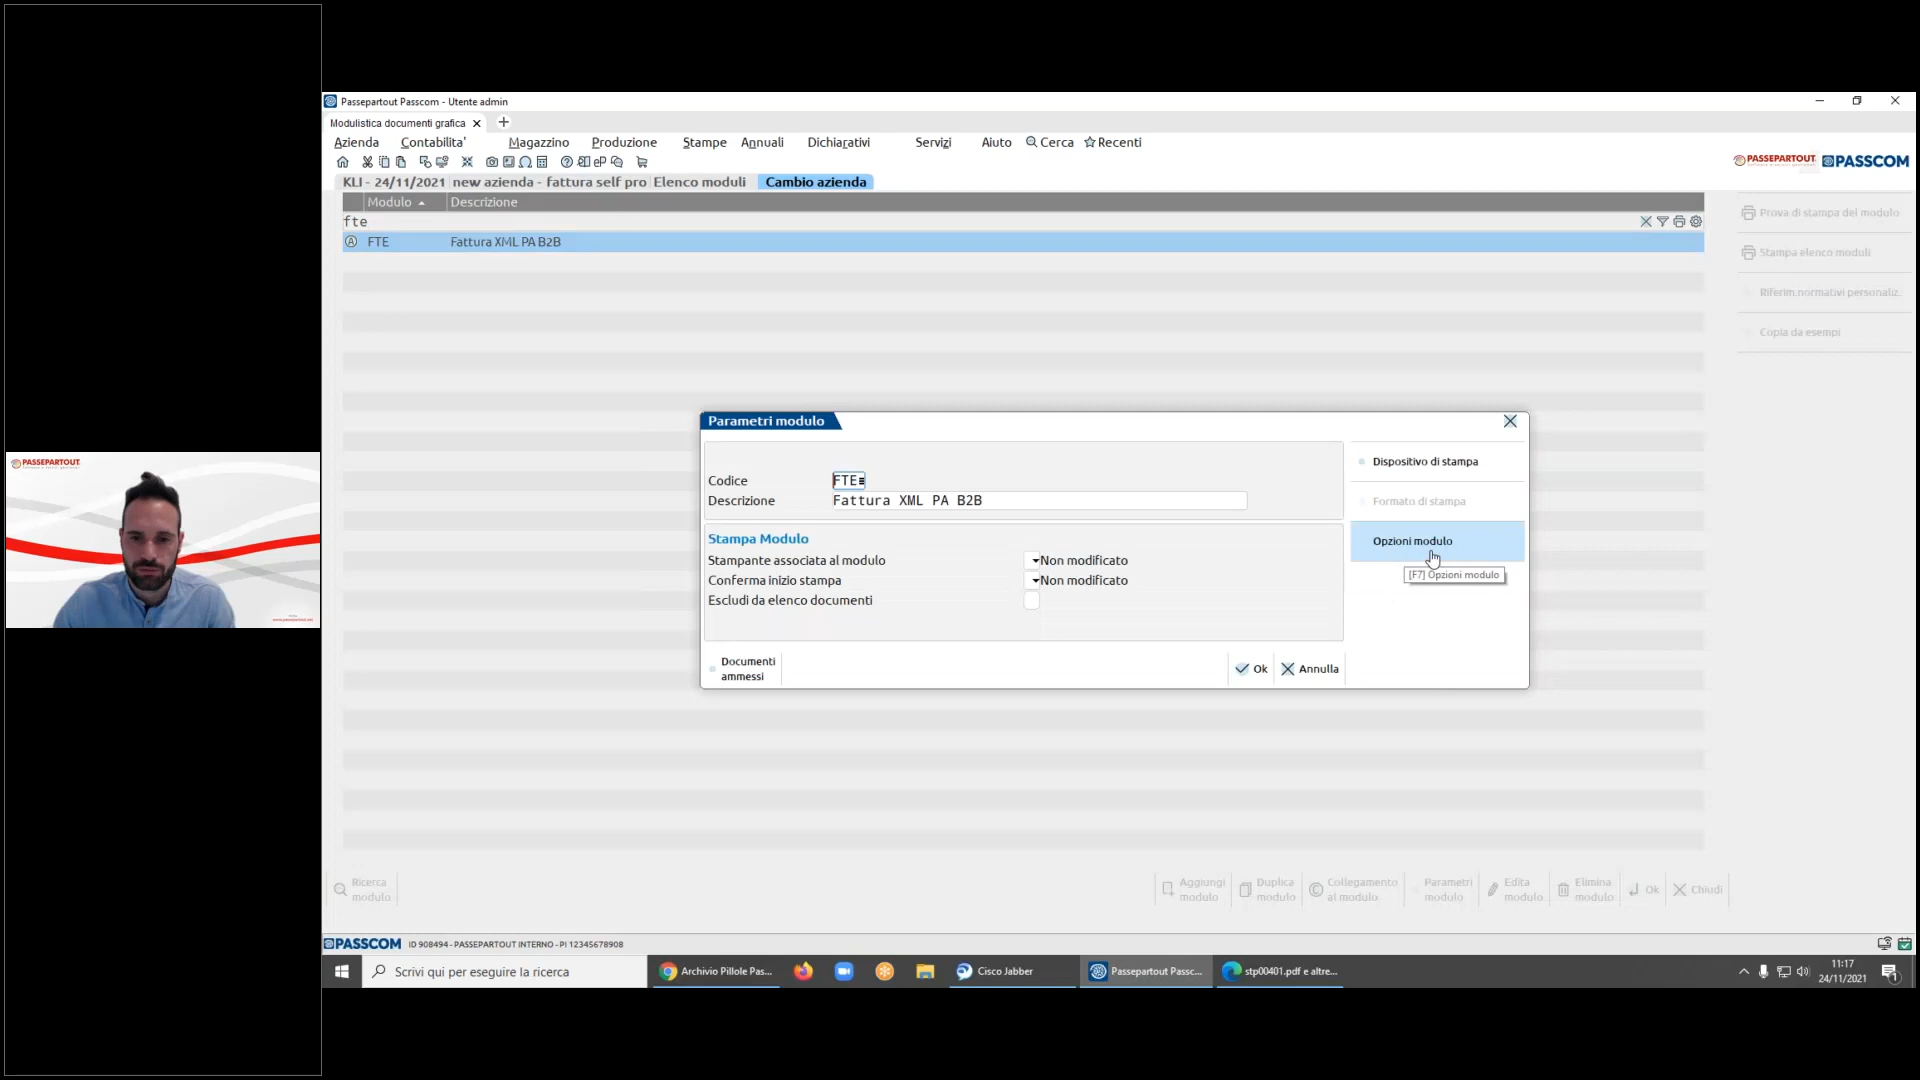 Passepartout Passcom - Utente admin
Modulistica documenti grafica
Azienda Contabilita' Magazzino Produzione Stampe Annuali Dichiarativi Servizi Aiuto Cerca Recenti
PASSEPARTOUT PASSCOM
KLI - 24/11/2021 new azienda - fattura self pro Elenco moduli Cambio azienda
Modulo Descrizione
fte
FTE Fattura XML PA B2B
Prova di stampa del modulo
Stampa elenco moduli
Riferim.normativi personaliz.
Copia da esempi
Parametri modulo
Codice FTE
Descrizione Fattura XML PA B2B
Stampa Modulo
Stampante associata al modulo Non modificato
Conferma inizio stampa Non modificato
Escludi da elenco documenti
Dispositivo di stampa
Formato di stampa
Opzioni modulo
[F7] Opzioni modulo
Documenti
ammessi
Ok Annulla
PASSEPARTOUT
Ricerca
modulo
Aggiungi
modulo
Duplica
modulo
Collegamento
al modulo
Parametri
modulo
Edita
modulo
Elimina
modulo
Ok
Chiudi
PASSCOM ID 908494 - PASSEPARTOUT INTERNO - PI 12345678908
Scrivi qui per eseguire la ricerca
Archivio Pillole Pas...
Cisco Jabber
Passepartout Passc...
stp00401.pdf e altre...
11:17
24/11/2021
1